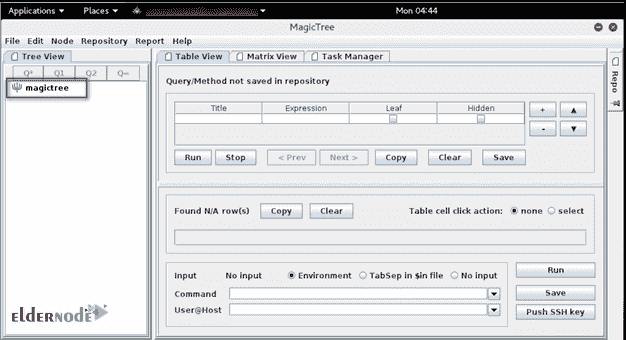 Applications Places Mon 04:44
MagicTree
File Edit Node Repository Report Help
Tree View
Q* Q1 Q2 Q=
magictree
Table View Matrix View Task Manager
Repo
Query/Method not saved in repository
Title Expression Leaf Hidden
+
-
Run Stop < Prev Next > Copy Clear Save
Found N/A row(s) Copy Clear Table cell click action: none select
Input No input Environment TabSep in $in file No input Run
Command Save
User@Host Push SSH key
ELDERNODE